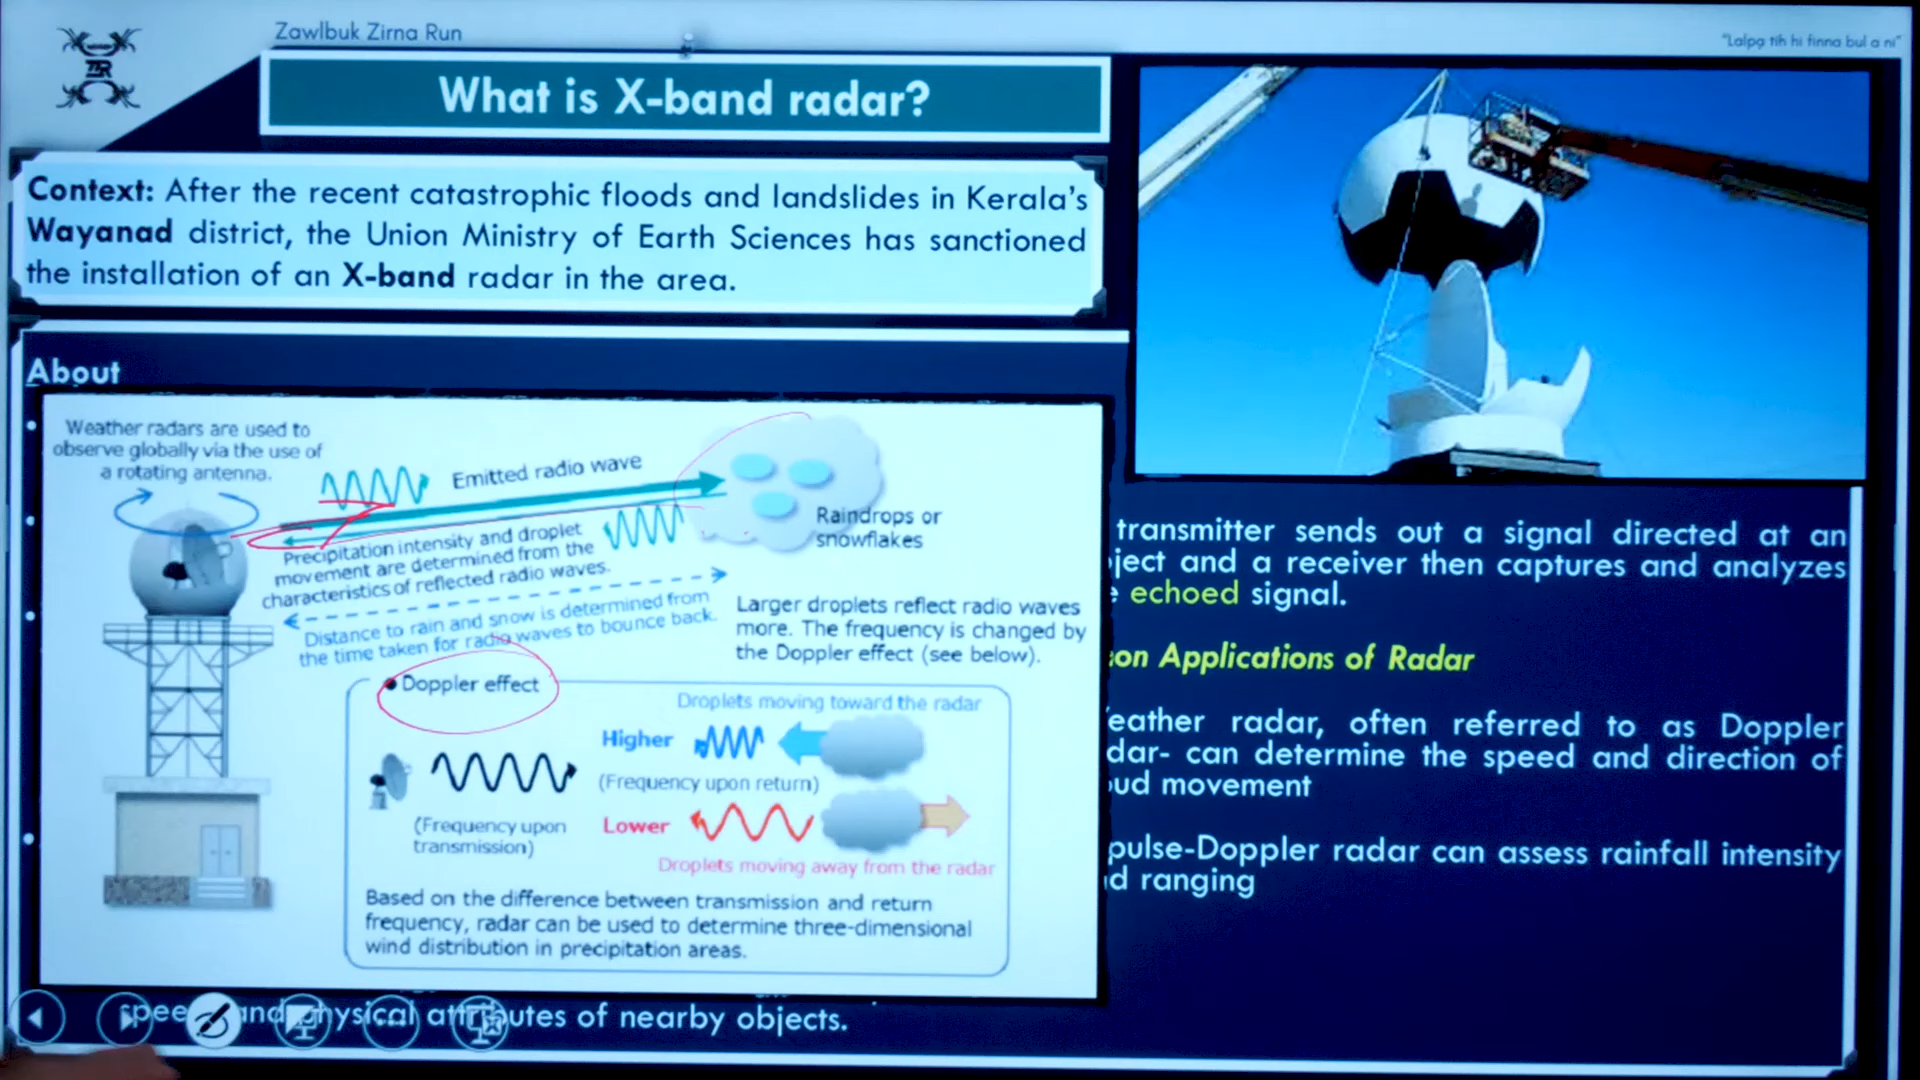 Zawlbuk Zirna Run
"Lalpa tih hi finna bul a ni"
ZZR
What is X-band radar?
Context: After the recent catastrophic floods and landslides in Kerala's
Wayanad district, the Union Ministry of Earth Sciences has sanctioned
the installation of an X-band radar in the area.
About
Weather radars are used to
observe globally via the use of
a rotating antenna.
Emitted radio wave
Precipitation intensity and droplet
movement are determined from the
characteristics of reflected radio waves.
Raindrops or
snowflakes
Distance to rain and snow is determined from
the time taken for radio waves to bounce back.
Larger droplets reflect radio waves
more. The frequency is changed by
the Doppler effect (see below).
Doppler effect
Droplets moving toward the radar
Higher
(Frequency upon return)
(Frequency upon
transmission)
Lower
Droplets moving away from the radar
Based on the difference between transmission and return
frequency, radar can be used to determine three-dimensional
wind distribution in precipitation areas.
attributes of nearby objects.
transmitter sends out a signal directed at an
ject and a receiver then captures and analyzes
echoed signal.
on Applications of Radar
eather radar, often referred to as Doppler
dar- can determine the speed and direction of
ud movement
pulse-Doppler radar can assess rainfall intensity
d ranging